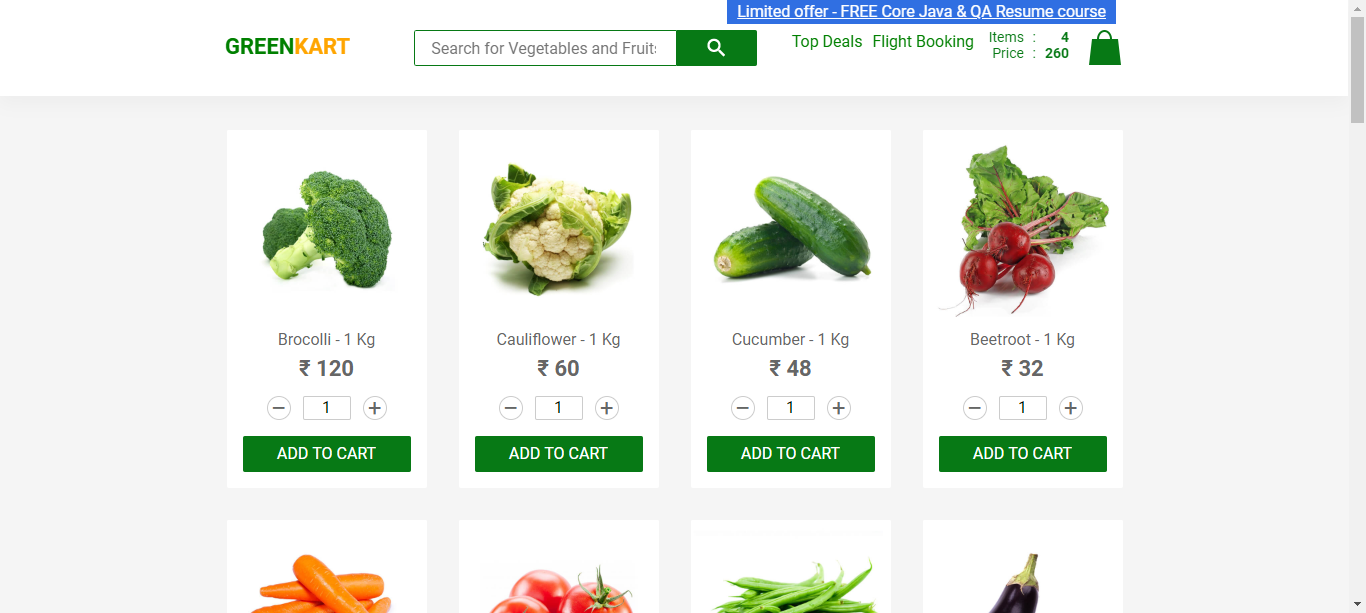 Limited offer - FREE Core Java & QA Resume course
GREENKART
Search for Vegetables and Fruit
Top Deals Flight Booking
Items : 4
Price : 260
Brocolli - 1 Kg
₹ 120
1
ADD TO CART
Cauliflower - 1 Kg
₹ 60
1
ADD TO CART
Cucumber - 1 Kg
₹ 48
1
ADD TO CART
Beetroot - 1 Kg
₹ 32
1
ADD TO CART